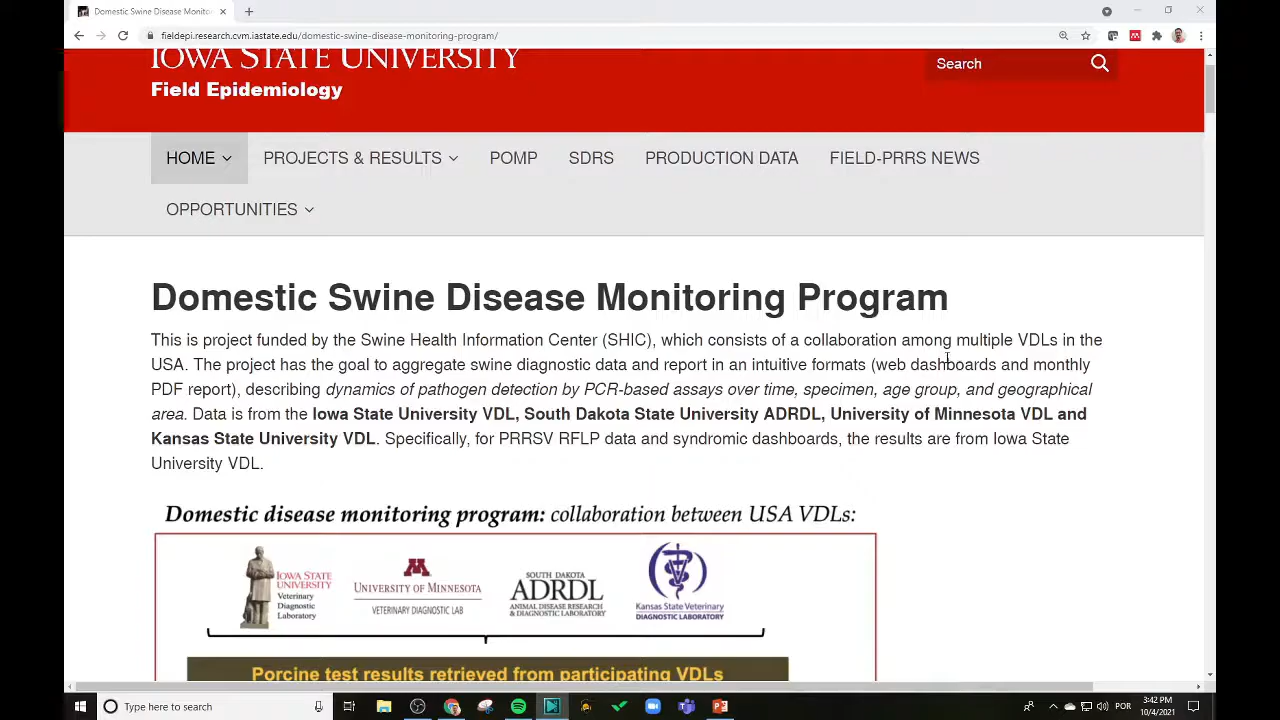 Domestic Swine Disease Monito
fieldepi.research.cvm.iastate.edu/domestic-swine-disease-monitoring-program/
IOWA STATE UNIVERSITY
Field Epidemiology
Search
HOME
PROJECTS & RESULTS
POMP
SDRS
PRODUCTION DATA
FIELD-PRRS NEWS
OPPORTUNITIES
Domestic Swine Disease Monitoring Program
This is project funded by the Swine Health Information Center (SHIC), which consists of a collaboration among multiple VDLs in the
USA. The project has the goal to aggregate swine diagnostic data and report in an intuitive formats (web dashboards and monthly
PDF report), describing dynamics of pathogen detection by PCR-based assays over time, specimen, age group, and geographical
area. Data is from the Iowa State University VDL, South Dakota State University ADRDL, University of Minnesota VDL and
Kansas State University VDL. Specifically, for PRRSV RFLP data and syndromic dashboards, the results are from Iowa State
University VDL.
Domestic disease monitoring program: collaboration between USA VDLs:
IOWA STATE
UNIVERSITY
Veterinary
Diagnostic
Laboratory
UNIVERSITY OF MINNESOTA
VETERINARY DIAGNOSTIC LAB
SOUTH DAKOTA
ADRDL
ANIMAL DISEASE RESEARCH
& DIAGNOSTIC LABORATORY
Kansas State Veterinary
DIAGNOSTIC LABORATORY
Porcine test results retrieved from participating VDLs
Type here to search
POR
3:42 PM
10/4/2021